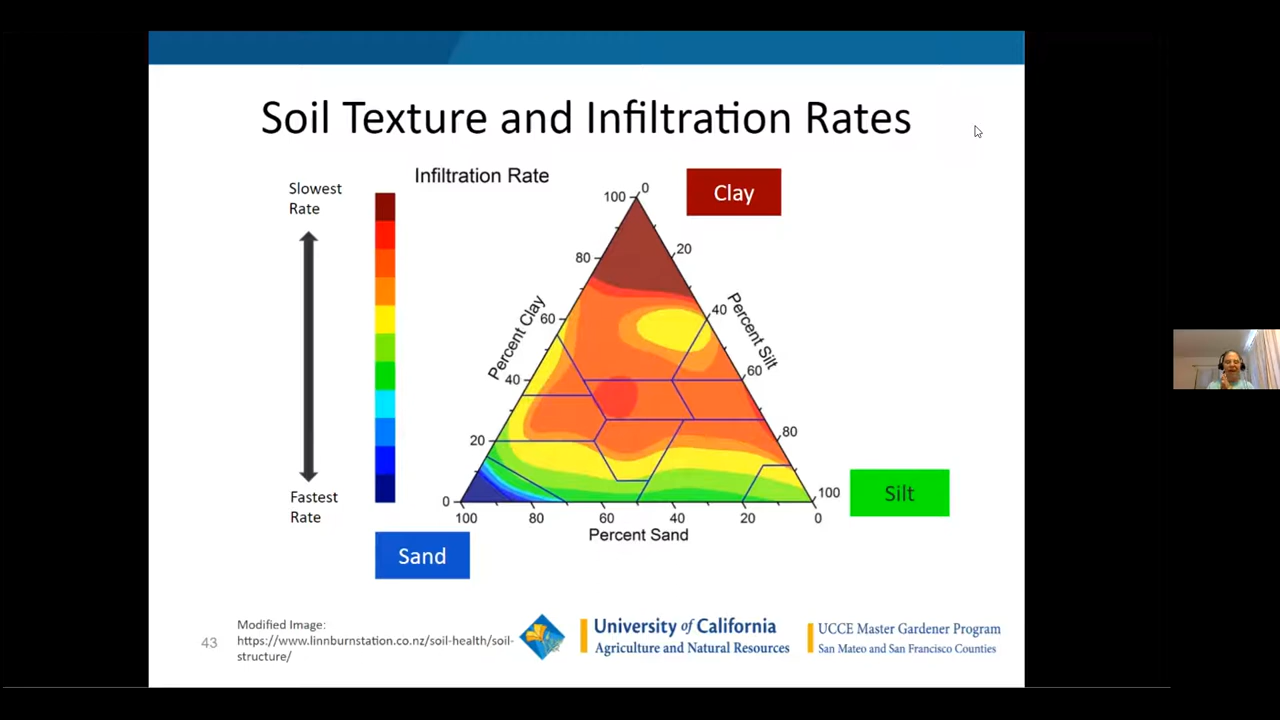 Soil Texture and Infiltration Rates
Infiltration Rate
Slowest
Rate
Fastest
Rate
Clay
Silt
Sand
Percent Clay
0
20
40
60
80
100
Percent Silt
0
20
40
60
80
100
100
80
60
40
20
0
Percent Sand
43
Modified Image:
https://www.linnburnstation.co.nz/soil-health/soil-
structure/
University of California
Agriculture and Natural Resources
UCCE Master Gardener Program
San Mateo and San Francisco Counties